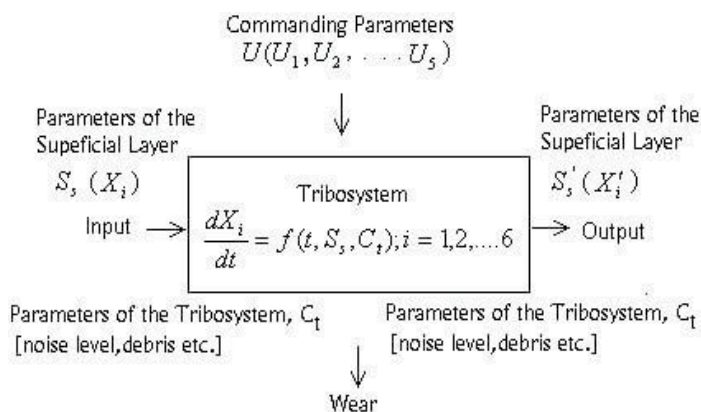 Commanding Parameters
U(U₁,U₂, . . . . U₅)
Parameters of the
Supeficial Layer
Sₛ (Xᵢ)
Input
Tribosystem
dXᵢ/dt = f(t,Sₛ,Cₜ);i = 1,2,....6
Parameters of the
Supeficial Layer
Sₛ'(Xᵢ')
Output
Parameters of the Tribosystem, Cₜ
[noise level,debris etc.]
Parameters of the Tribosystem, Cₜ
[noise level,debris etc.]
Wear